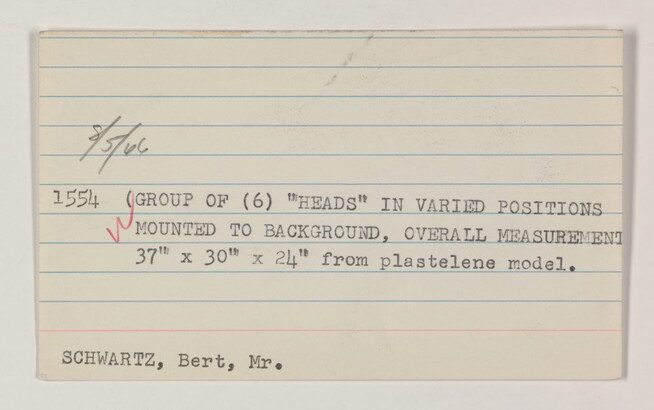 8/5/66
1554 (GROUP OF (6) "HEADS" IN VARIED POSITIONS
MOUNTED TO BACKGROUND, OVERALL MEASUREMENT
37" x 30" x 24" from plastelene model.
SCHWARTZ, Bert, Mr.